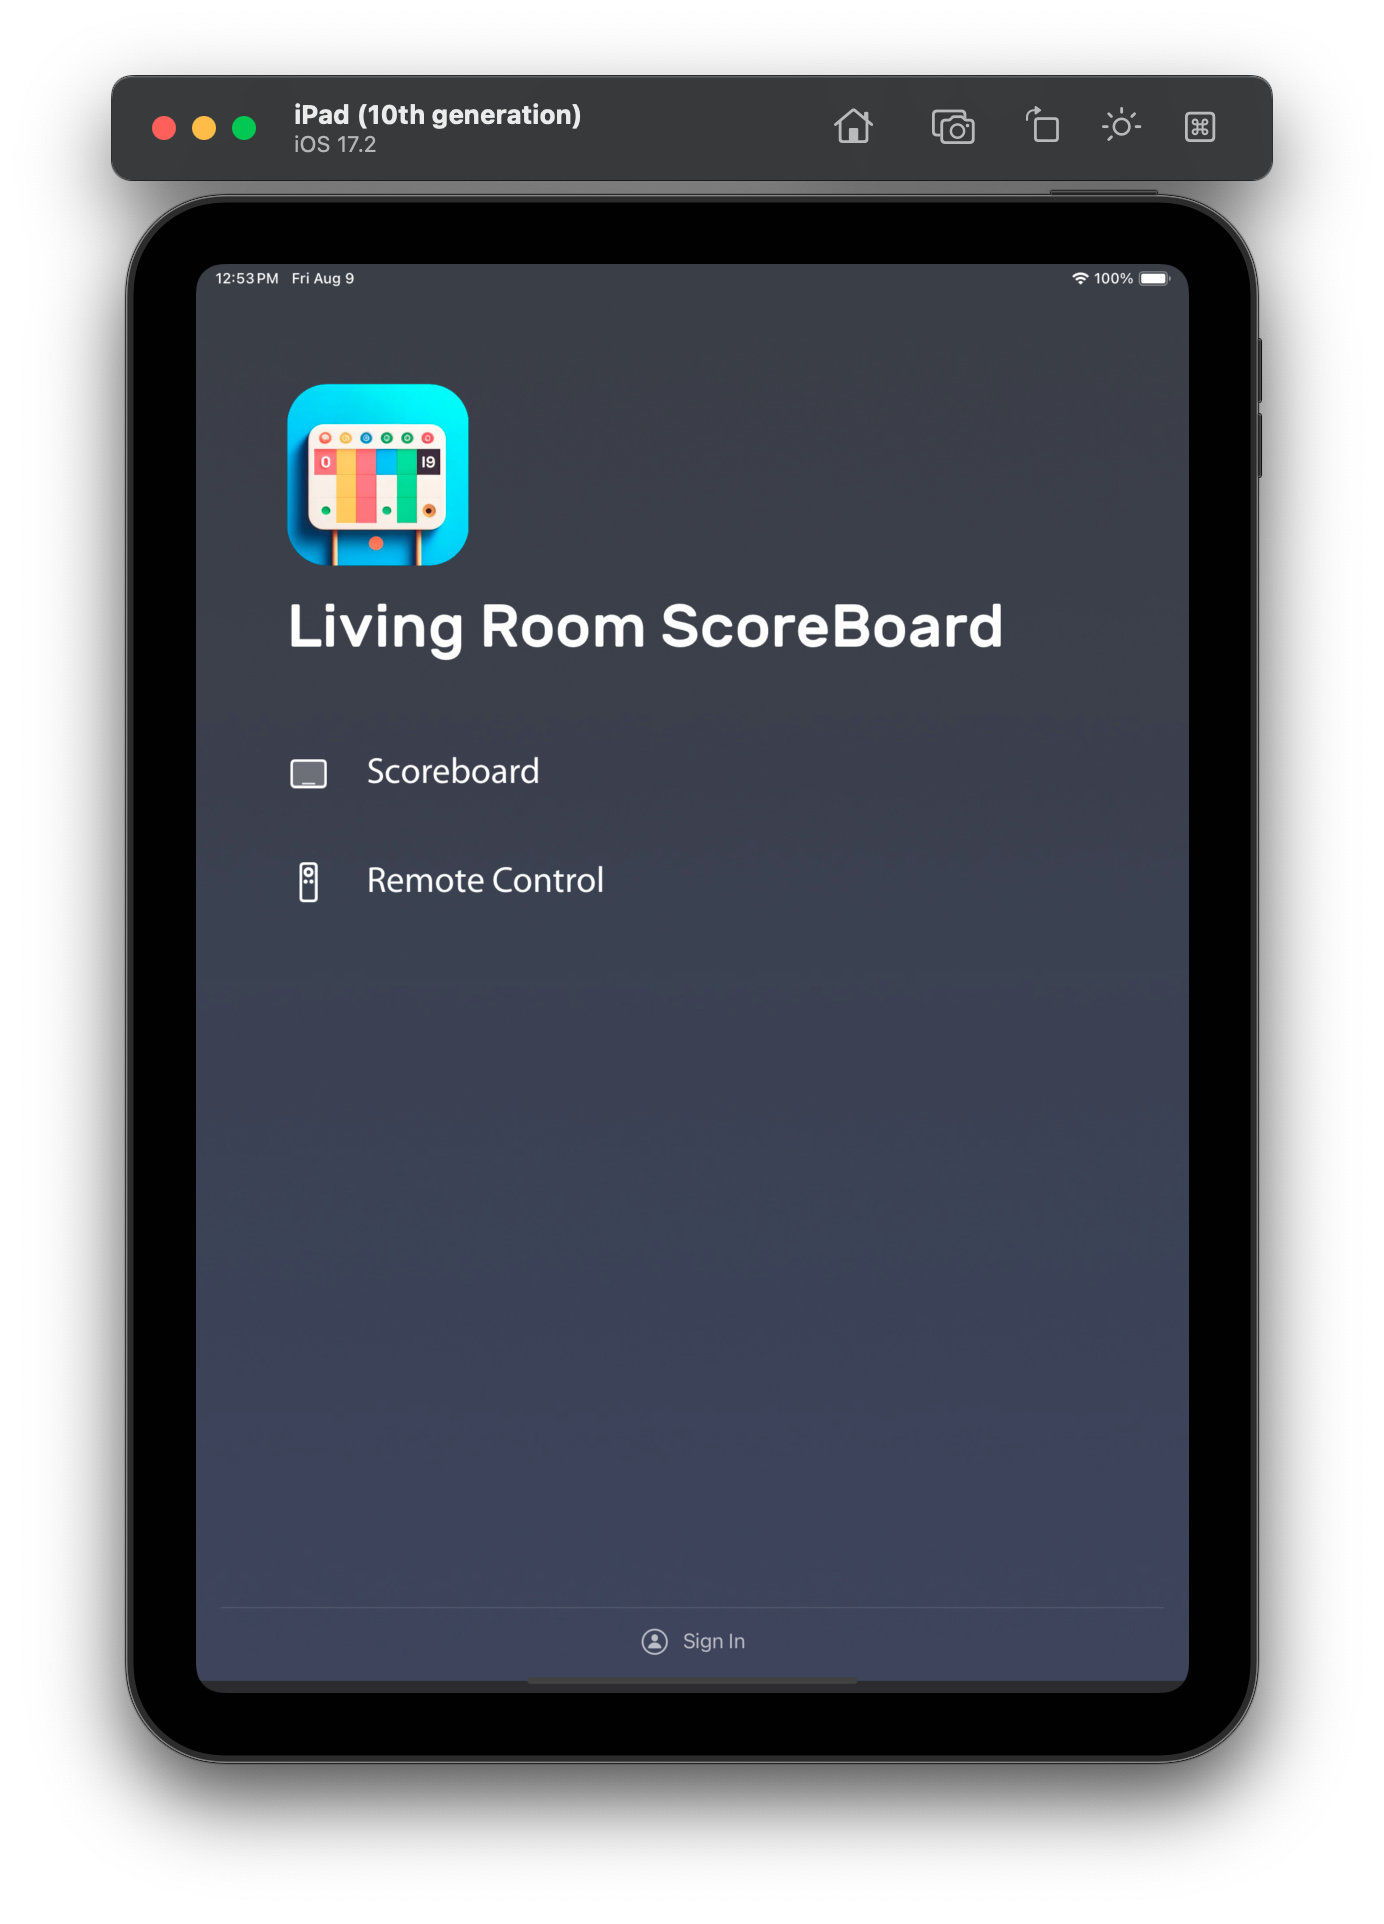 iPad (10th generation)
iOS 17.2
12:53 PM Fri Aug 9
100%
0
19
Living Room ScoreBoard
Scoreboard
Remote Control
Sign In